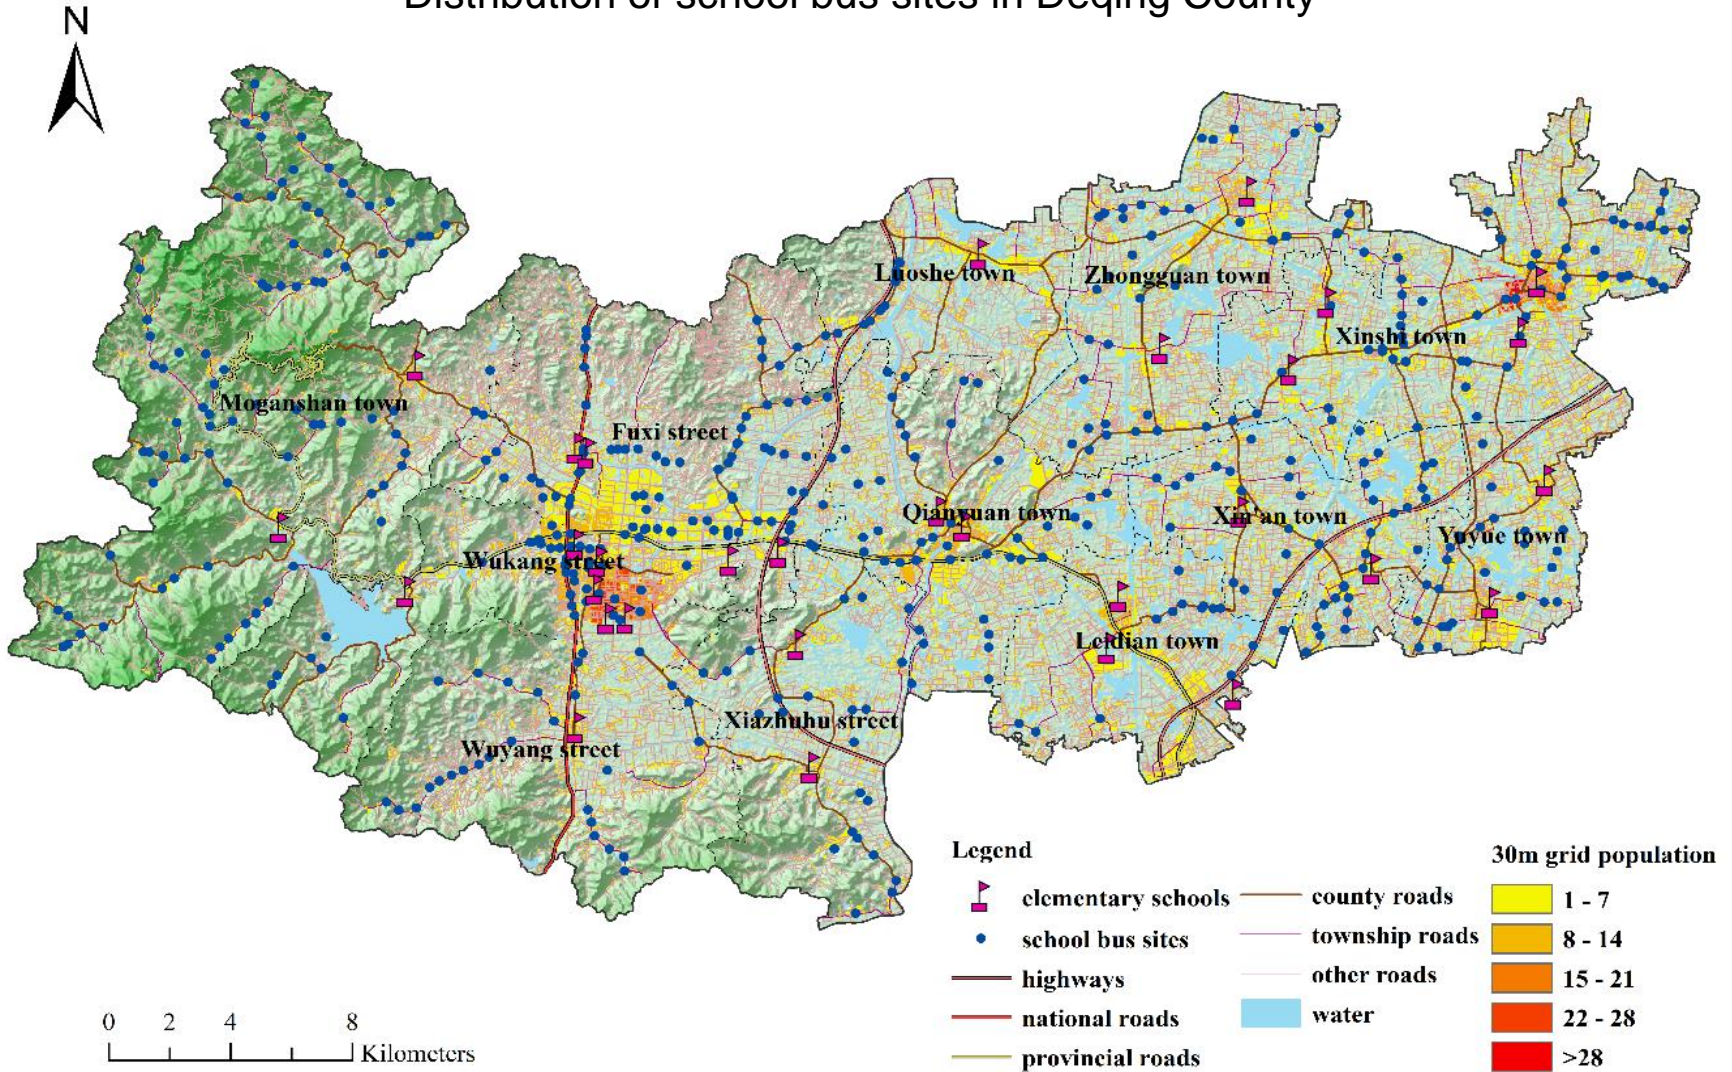 Distribution of school bus sites in Deqing County
N
Luoshe town
Zhongguan town
Xinshi town
Moganshan town
Fuxi street
Qianyuan town
Xin'an town
Yuyue town
Wukang street
Leidian town
Xiazhuhu street
Wuyang street
Legend
elementary schools
school bus sites
highways
national roads
provincial roads
county roads
township roads
other roads
water
30m grid population
1 - 7
8 - 14
15 - 21
22 - 28
>28
0 2 4 8
Kilometers